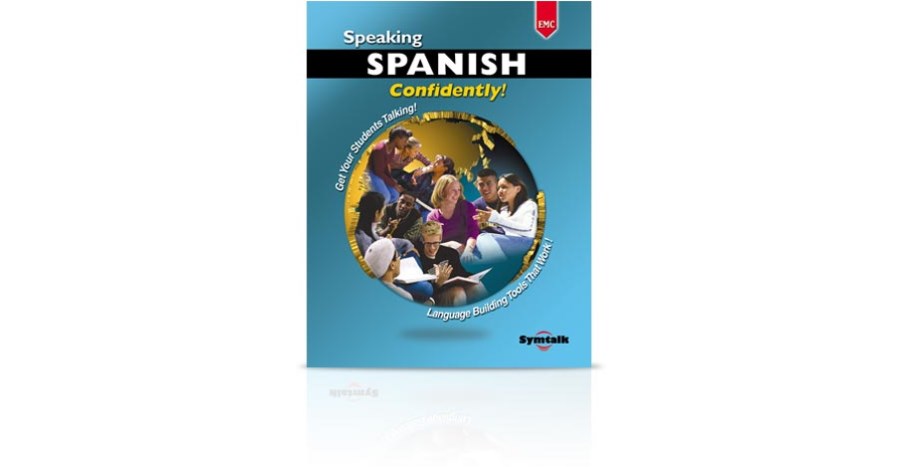 EMC
Speaking
SPANISH
Confidently!
Get Your Students Talking!
Language Building Tools That Work !
Symtalk